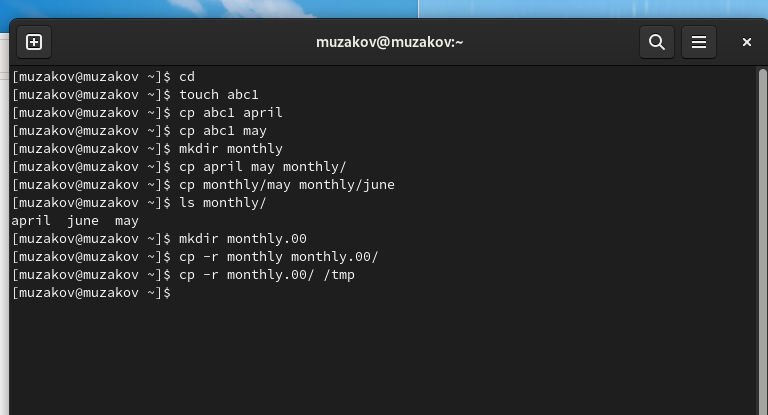 muzakov@muzakov:~
[muzakov@muzakov ~]$ cd
[muzakov@muzakov ~]$ touch abc1
[muzakov@muzakov ~]$ cp abc1 april
[muzakov@muzakov ~]$ cp abc1 may
[muzakov@muzakov ~]$ mkdir monthly
[muzakov@muzakov ~]$ cp april may monthly/
[muzakov@muzakov ~]$ cp monthly/may monthly/june
[muzakov@muzakov ~]$ ls monthly/
april  june  may
[muzakov@muzakov ~]$ mkdir monthly.00
[muzakov@muzakov ~]$ cp -r monthly monthly.00/
[muzakov@muzakov ~]$ cp -r monthly.00/ /tmp
[muzakov@muzakov ~]$